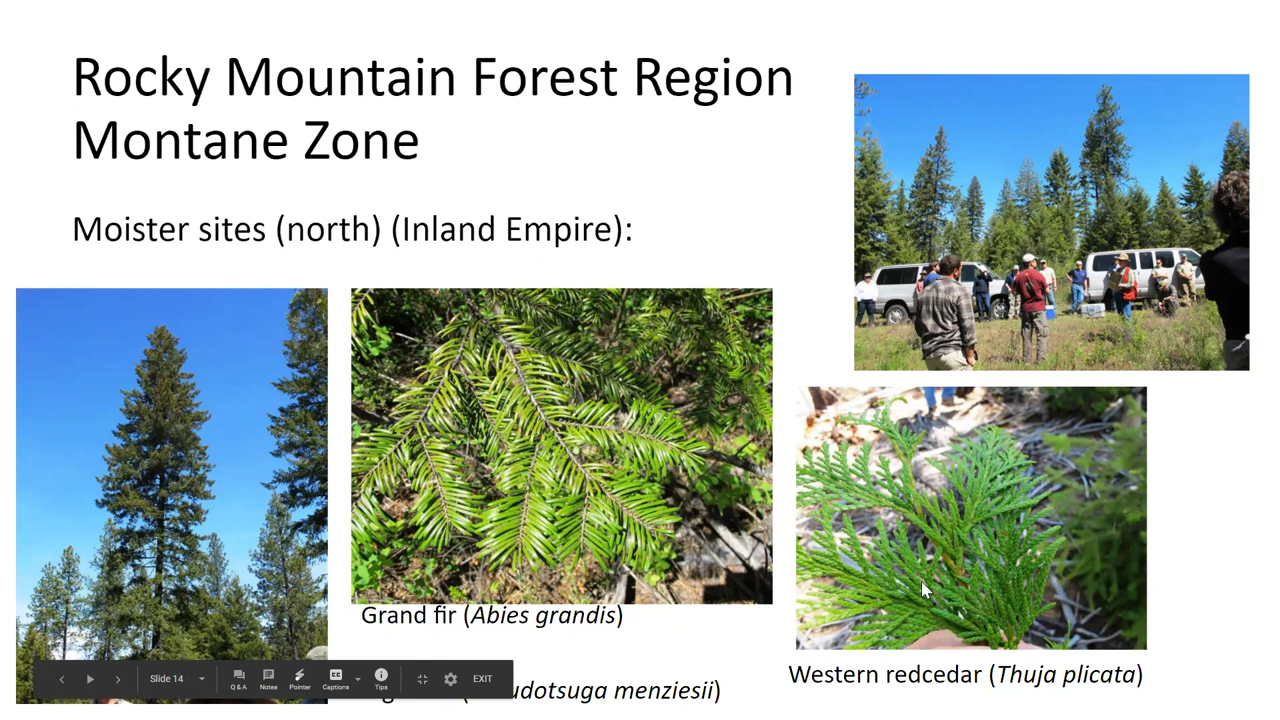 Rocky Mountain Forest Region
Montane Zone
Moister sites (north) (Inland Empire):
Grand fir (Abies grandis)
Western redcedar (Thuja plicata)
menziesii)
Slide 14
Q & A
Notes
Pointer
Captions
Tips
EXIT